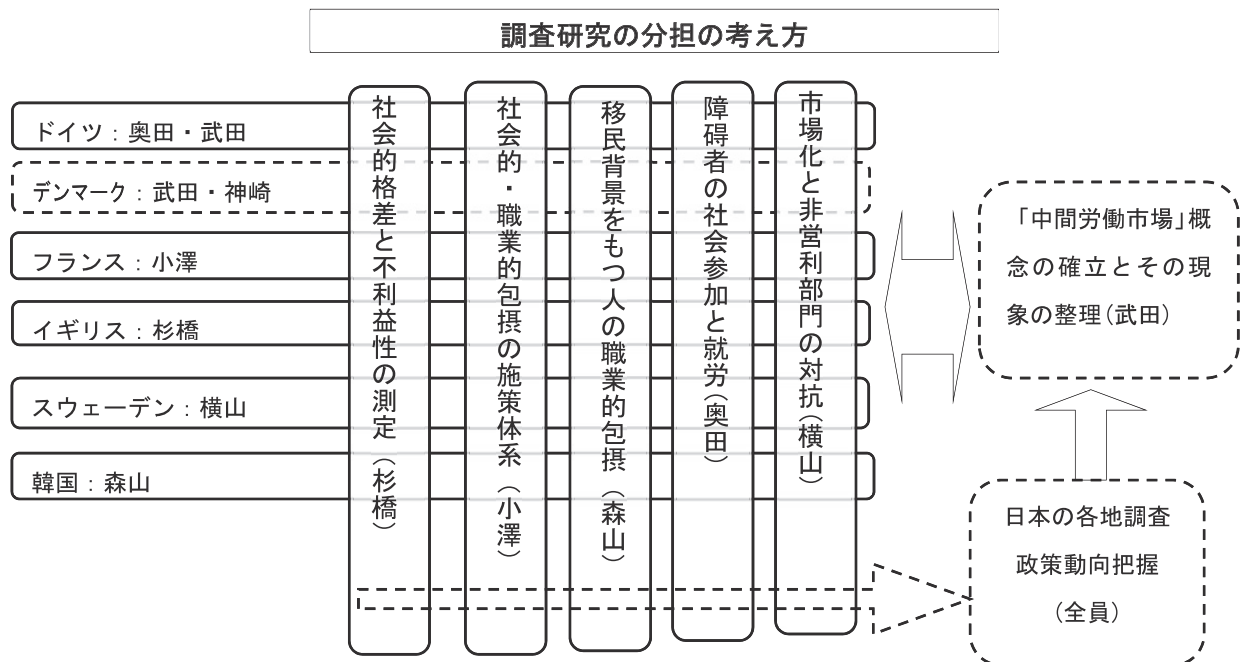 調査研究の分担の考え方
ドイツ：奥田・武田
デンマーク：武田・神崎
フランス：小澤
イギリス：杉橋
スウェーデン：横山
韓国：森山
社会的格差と不利益性の測定（杉橋）
社会的・職業的包摂の施策体系（小澤）
移民背景をもつ人の職業的包摂（森山）
障碍者の社会参加と就労（奥田）
市場化と非営利部門の対抗（横山）
「中間労働市場」概
念の確立とその現
象の整理（武田）
日本の各地調査
政策動向把握
（全員）